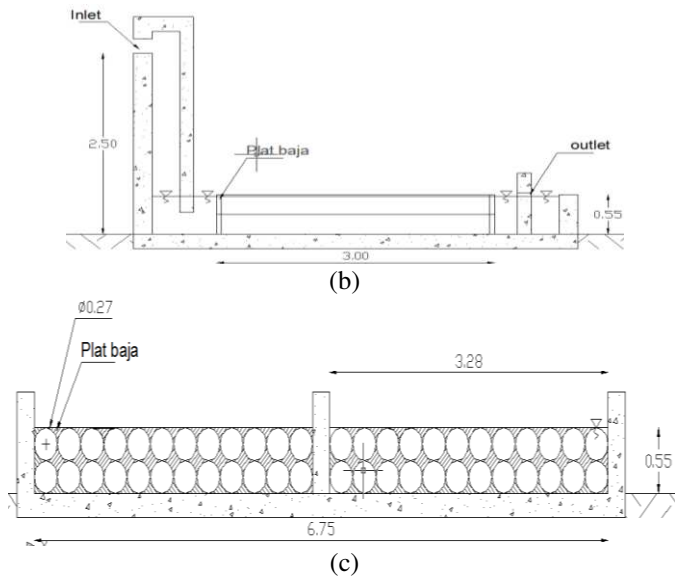 Inlet
Plat baja
outlet
2.50
0.55
3.00
(b)
ø0.27
Plat baja
3.28
0.55
6.75
(c)